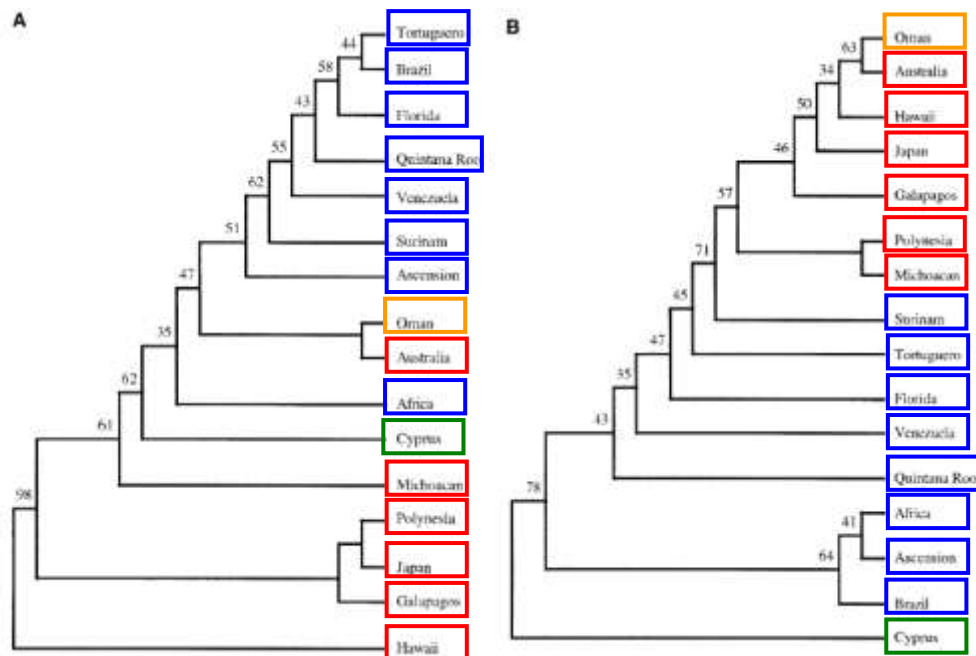 A
Tortuguero
44
Brazil
58
Florida
43
Quintana Roo
55
Venezuela
62
Surinam
51
Ascension
47
Oman
35
Australia
62
Africa
Cyprus
61
Michoacan
98
Polynesia
Japan
Galapagos
Hawaii
B
Oman
63
Australia
34
Hawaii
50
Japan
46
Galapagos
57
Polynesia
71
Michoacan
Surinam
45
Tortuguero
47
Florida
35
Venezuela
43
Quintana Roo
78
Africa
41
Ascension
64
Brazil
Cyprus